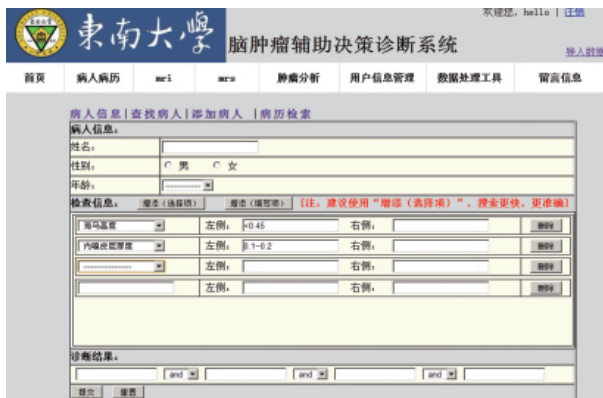 欢迎您，hello | 注销
東南大學 脑肿瘤辅助决策诊断系统
首页 病人病历 mri mrs 肿瘤分析 用户信息管理 数据处理工具 留言信息
病人信息|查找病人|添加病人 |病历检索
病人信息：
姓名：
性别： 男 女
年龄： ------------
检查信息： 增添（选择项） 增添（填写项） [注：建议使用“增添（选择项）”，搜索更快，更准确]
海马高度 左侧： <0.45 右侧： 删除
内嗅皮层厚度 左侧： 0.1-0.2 右侧： 删除
-------------- 左侧： 右侧： 删除
左侧： 右侧： 删除
诊断结果：
and and and
提交 重置